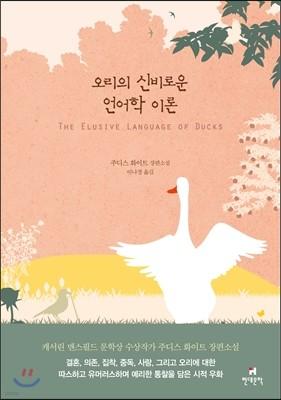 오리의 신비로운
언어학 이론
THE ELUSIVE LANGUAGE OF DUCKS
주디스 화이트 장편소설
이나경 옮김
캐서린 맨스필드 문학상 수상작가 주디스 화이트 장편소설
결혼, 의존, 집착, 중독, 사랑, 그리고 오리에 대한
따스하고 유머러스하며 예리한 통찰을 담은 시적 우화
현대문학
yes24